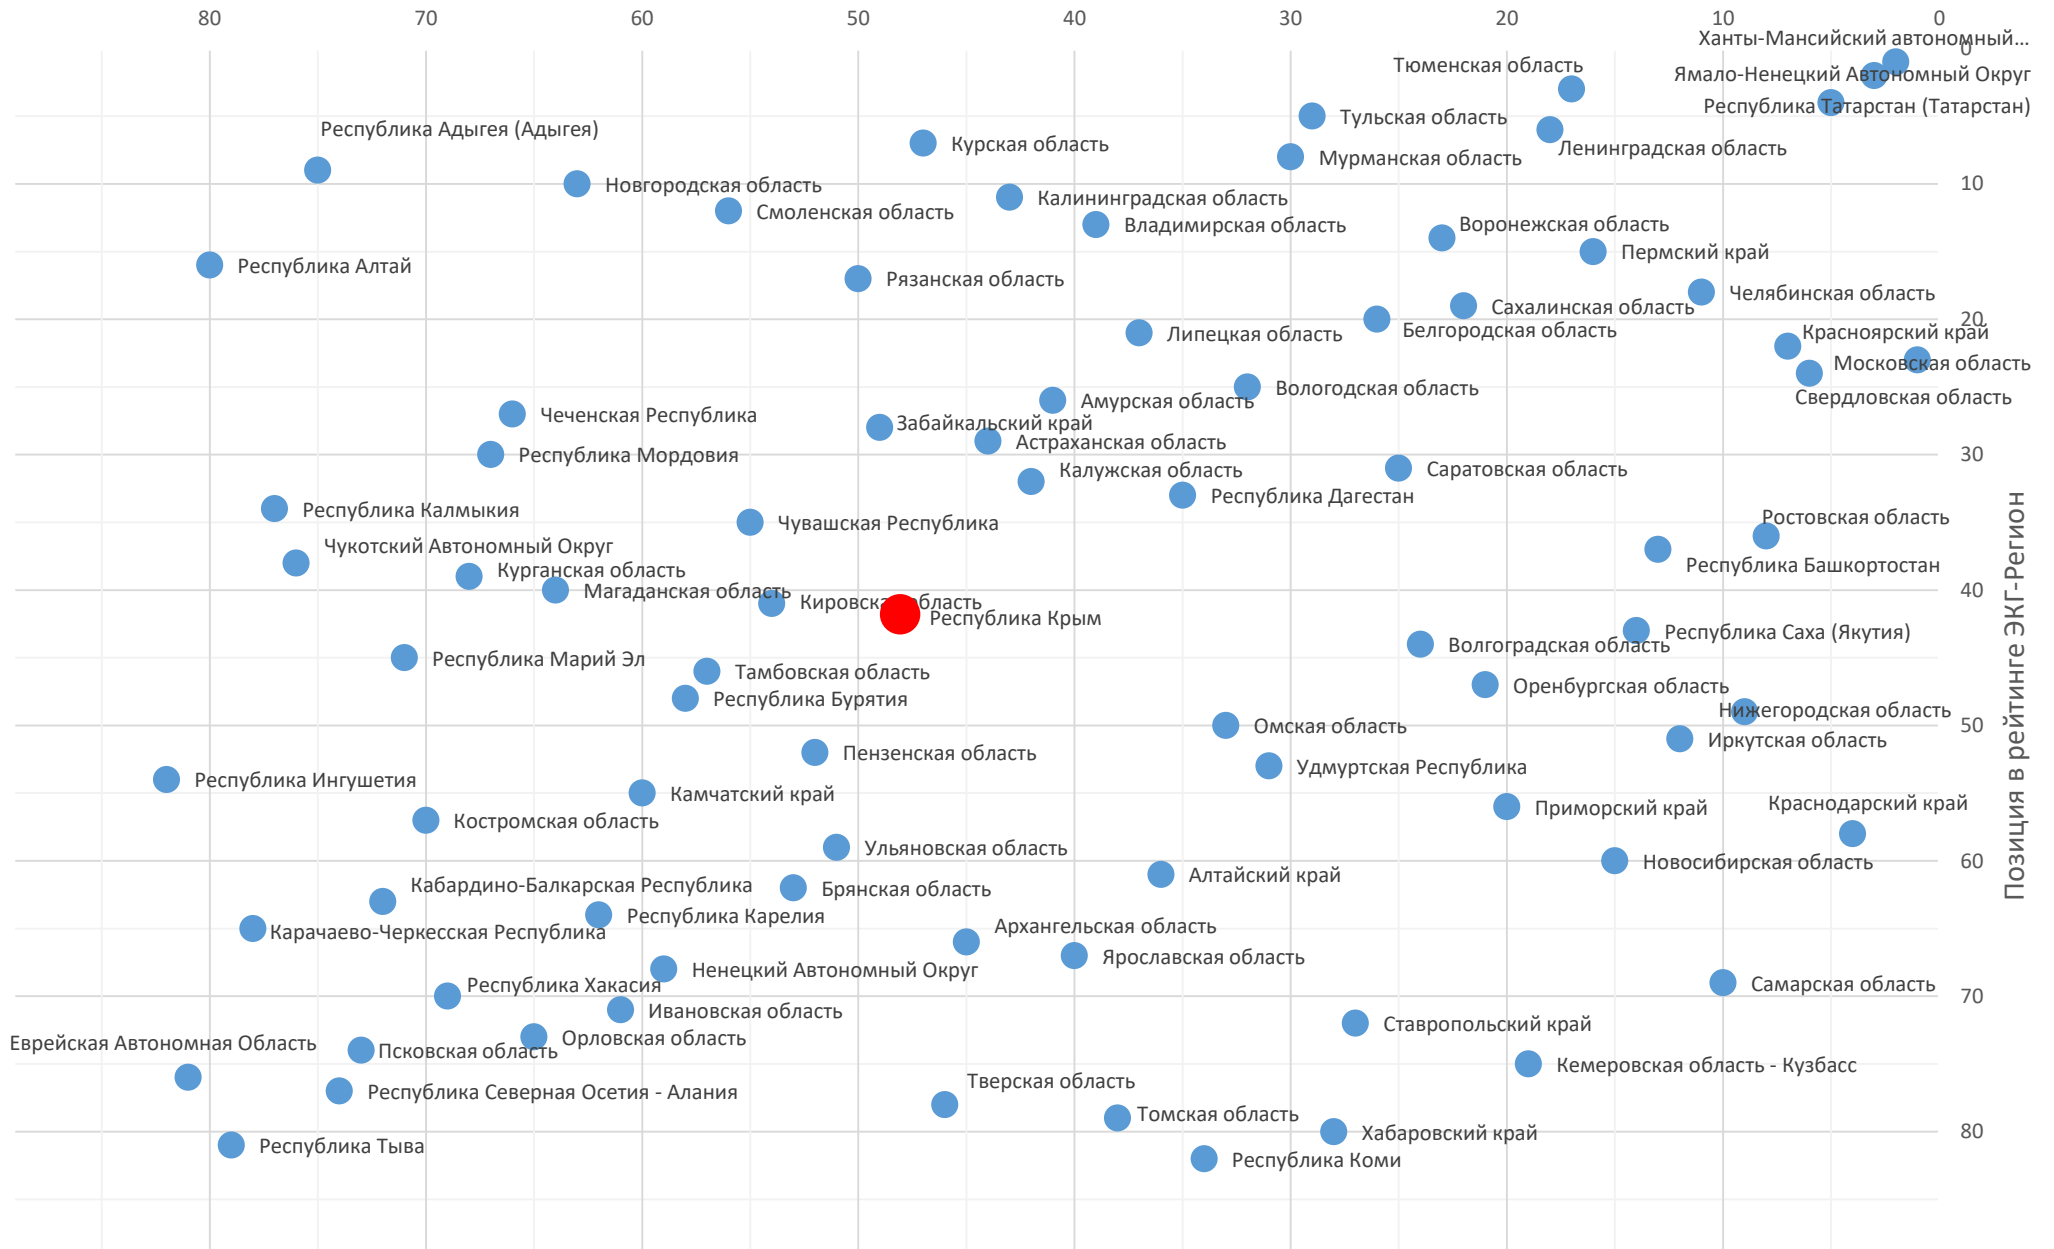 80
70
60
50
40
30
20
10
0
Ханты-Мансийский автономный...
0
Тюменская область
Ямало-Ненецкий Автономный Округ
Республика Татарстан (Татарстан)
Тульская область
Республика Адыгея (Адыгея)
Курская область
Ленинградская область
Мурманская область
10
Новгородская область
Калининградская область
Смоленская область
Владимирская область
Воронежская область
Пермский край
Республика Алтай
Рязанская область
Челябинская область
Сахалинская область
20
Белгородская область
Липецкая область
Красноярский край
Московская область
Вологодская область
Свердловская область
Амурская область
Чеченская Республика
Забайкальский край
Астраханская область
30
Республика Мордовия
Калужская область
Саратовская область
Республика Дагестан
Республика Калмыкия
Чувашская Республика
Ростовская область
Чукотский Автономный Округ
Республика Башкортостан
Курганская область
40
Магаданская область
Кировская область
Республика Крым
Республика Саха (Якутия)
Волгоградская область
Республика Марий Эл
Тамбовская область
Оренбургская область
Республика Бурятия
Нижегородская область
50
Омская область
Иркутская область
Пензенская область
Удмуртская Республика
Республика Ингушетия
Камчатский край
Приморский край
Краснодарский край
Костромская область
Ульяновская область
60
Новосибирская область
Алтайский край
Кабардино-Балкарская Республика
Брянская область
Республика Карелия
Карачаево-Черкесская Республика
Архангельская область
Ярославская область
Ненецкий Автономный Округ
Самарская область
Республика Хакасия
70
Ивановская область
Ставропольский край
Орловская область
Еврейская Автономная Область
Псковская область
Кемеровская область - Кузбасс
Республика Северная Осетия - Алания
Тверская область
Томская область
80
Хабаровский край
Республика Тыва
Республика Коми
Позиция в рейтинге ЭКГ-Регион